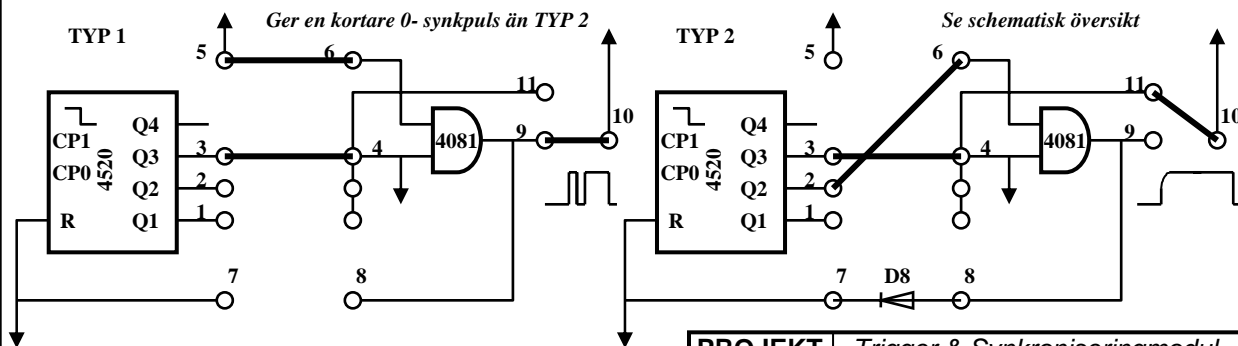 TYP 1
Ger en kortare 0- synkpuls än TYP 2
5
6
11
10
CP1
CP0
4520
R
Q4
Q3
Q2
Q1
3
2
1
4
4081
9
7
8
TYP 2
Se schematisk översikt
5
6
11
10
CP1
CP0
4520
R
Q4
Q3
Q2
Q1
3
2
1
4
4081
9
7
D8
8
PROJEKT
Trigger & Synkroniseringmodul